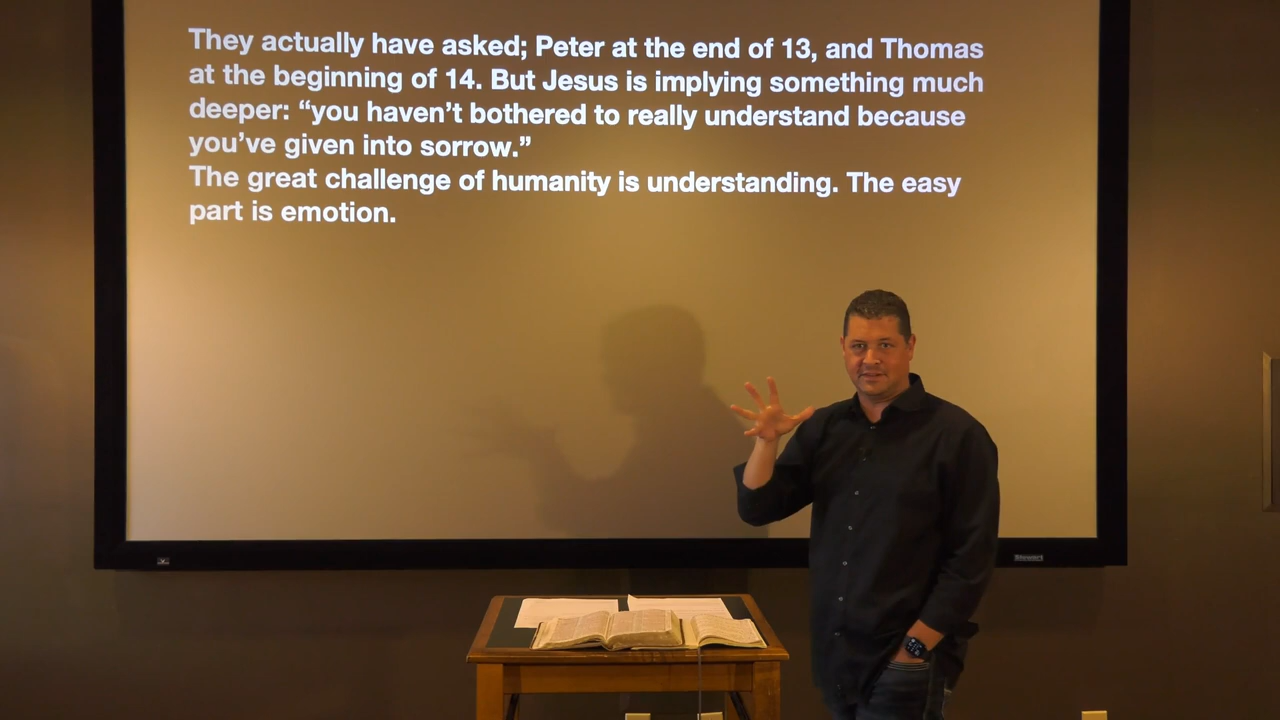 They actually have asked; Peter at the end of 13, and Thomas
at the beginning of 14. But Jesus is implying something much
deeper: “you haven’t bothered to really understand because
you’ve given into sorrow.”
The great challenge of humanity is understanding. The easy
part is emotion.